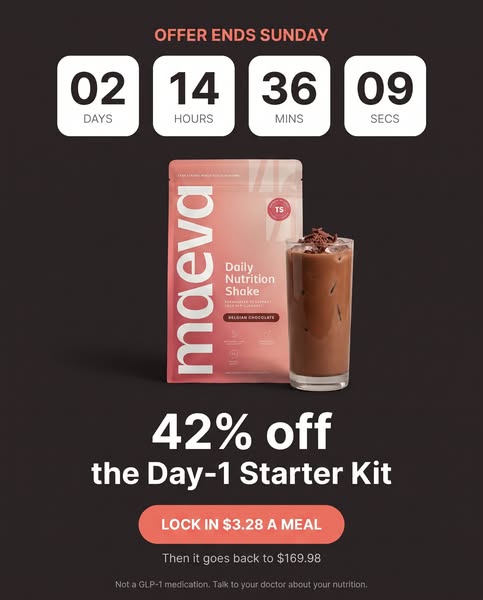 OFFER ENDS SUNDAY
02 14 36 09
DAYS HOURS MINS SECS
TS
maeva
Daily
Nutrition
Shake
BELGIAN CHOCOLATE
42% off
the Day-1 Starter Kit
LOCK IN $3.28 A MEAL
Then it goes back to $169.98
Not a GLP-1 medication. Talk to your doctor about your nutrition.